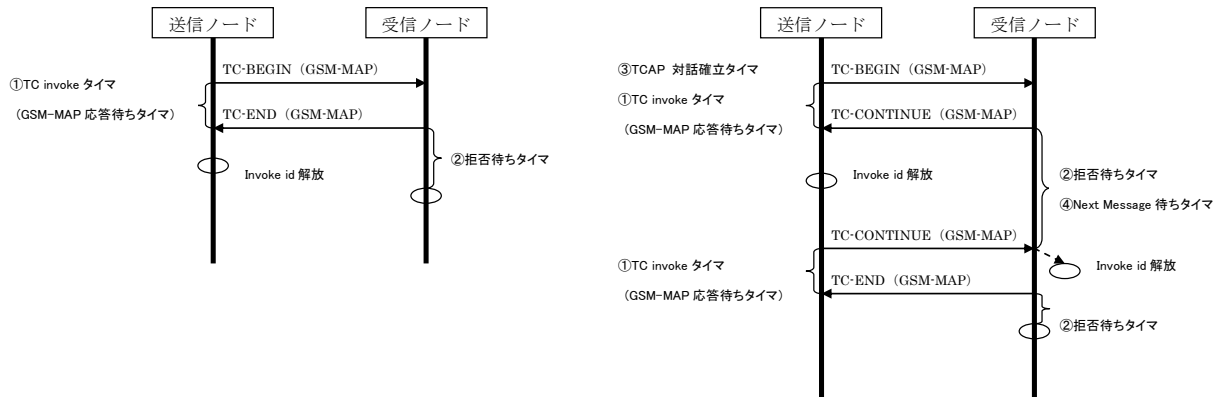 送信ノード
受信ノード
TC-BEGIN（GSM-MAP）
①TC invoke タイマ
(GSM-MAP 応答待ちタイマ)
TC-END（GSM-MAP）
②拒否待ちタイマ
Invoke id 解放
送信ノード
受信ノード
③TCAP 対話確立タイマ
TC-BEGIN（GSM-MAP）
①TC invoke タイマ
(GSM-MAP 応答待ちタイマ)
TC-CONTINUE（GSM-MAP）
Invoke id 解放
②拒否待ちタイマ
④Next Message 待ちタイマ
TC-CONTINUE（GSM-MAP）
Invoke id 解放
①TC invoke タイマ
(GSM-MAP 応答待ちタイマ)
TC-END（GSM-MAP）
②拒否待ちタイマ